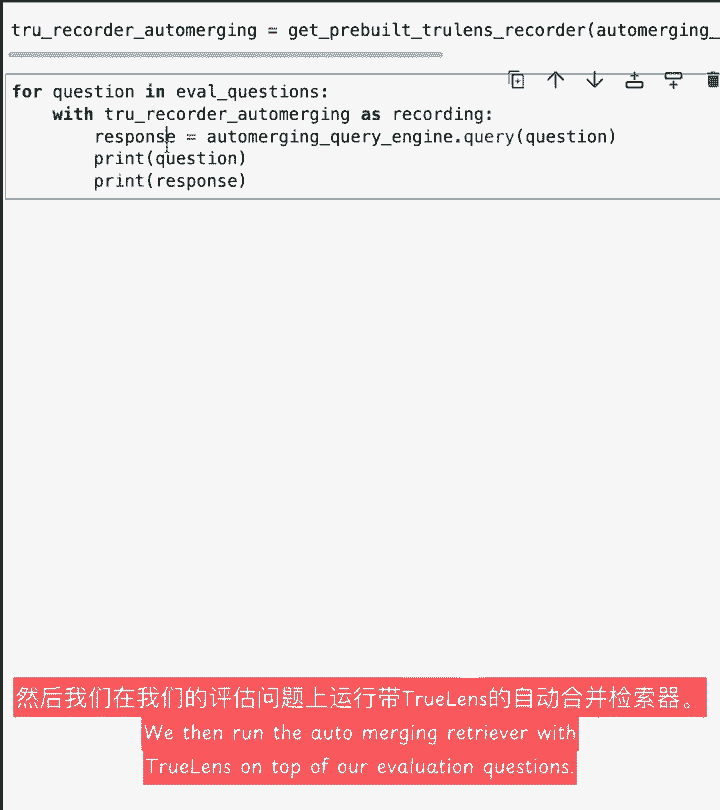 tru_recorder_automerging = get_prebuilt_trulens_recorder(automerging_
for question in eval_questions:
    with tru_recorder_automerging as recording:
        response = automerging_query_engine.query(question)
        print(question)
        print(response)
然后我们在我们的评估问题上运行带TrueLens的自动合并检索器。
We then run the auto merging retriever with
TrueLens on top of our evaluation questions.